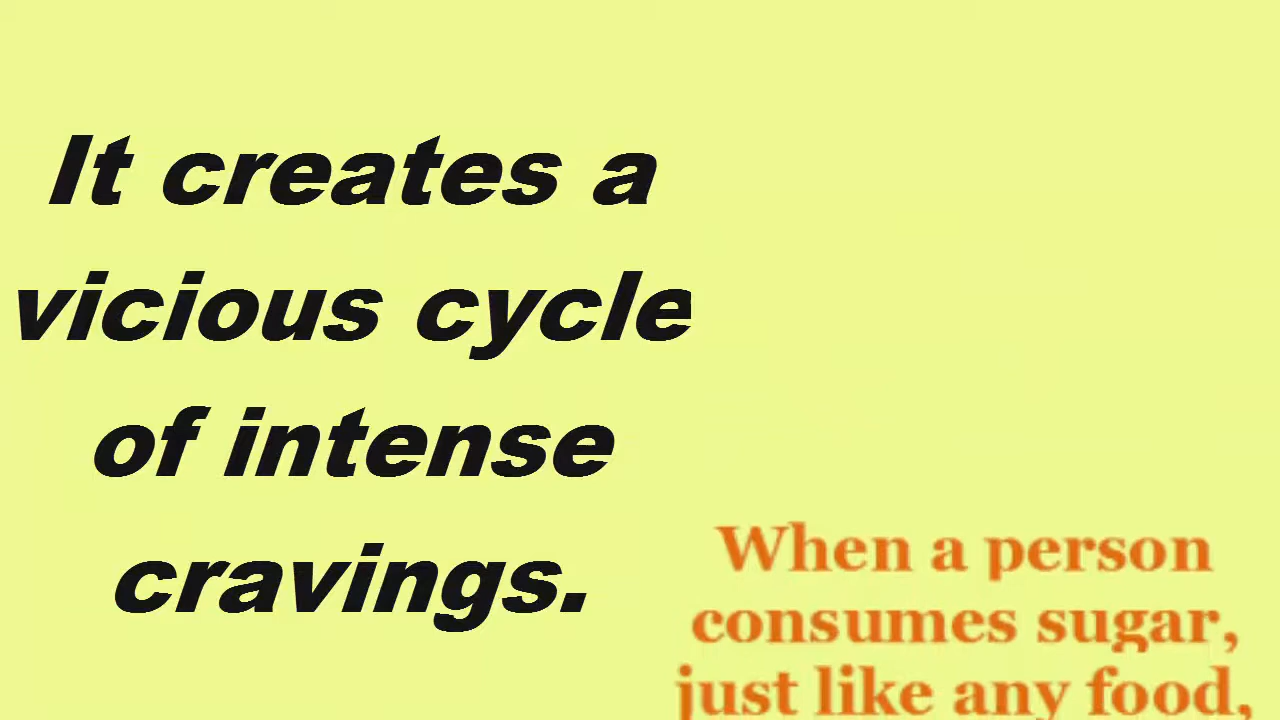 It creates a
vicious cycle
of intense
cravings.
When a person
consumes sugar,
just like any food,